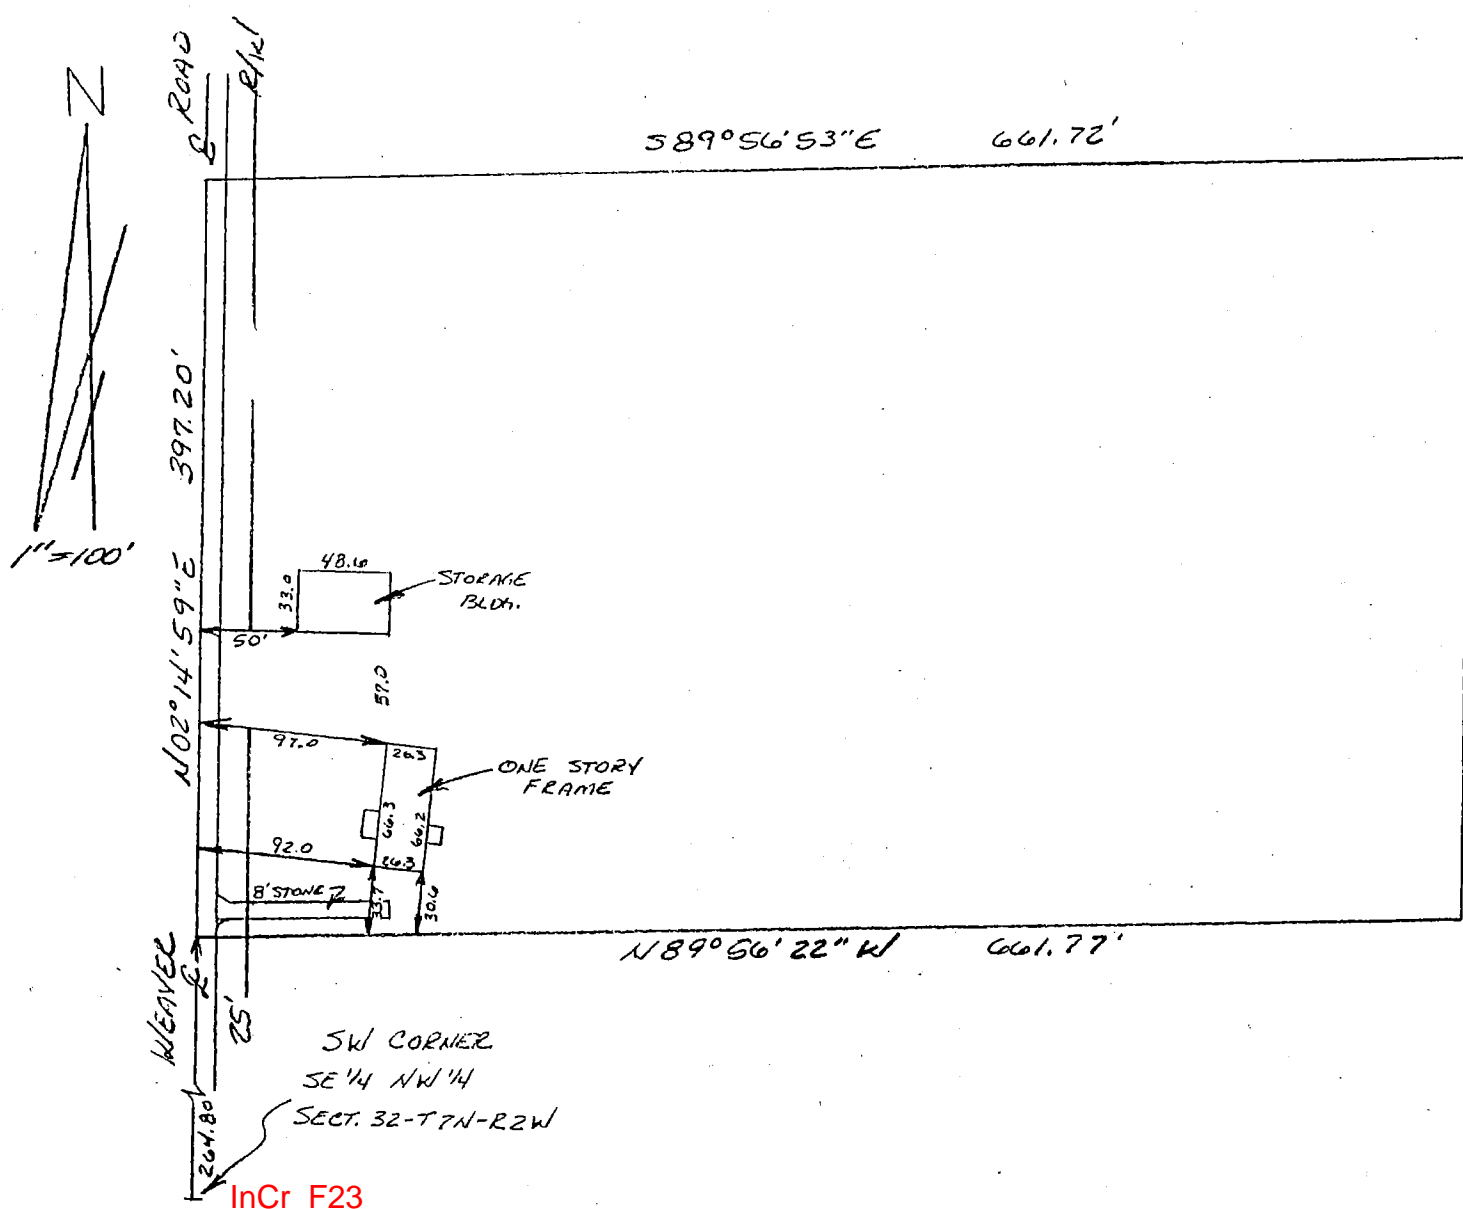 N
1"=100'
℄ ROAD
R/W
S89°56'53"E 661.72'
N02°14'59"E 397.20'
48.6
33.0
STORAGE
BLDG.
50'
57.0
97.0
26.3
ONE STORY
FRAME
66.3
66.2
92.0
26.3
8' STONE
33.7
30.6
N89°56'22"W 661.77'
WEAVER ℄
25'
SW CORNER
SE 1/4 NW 1/4
SECT. 32-T7N-R2W
264.80'
InCr F23